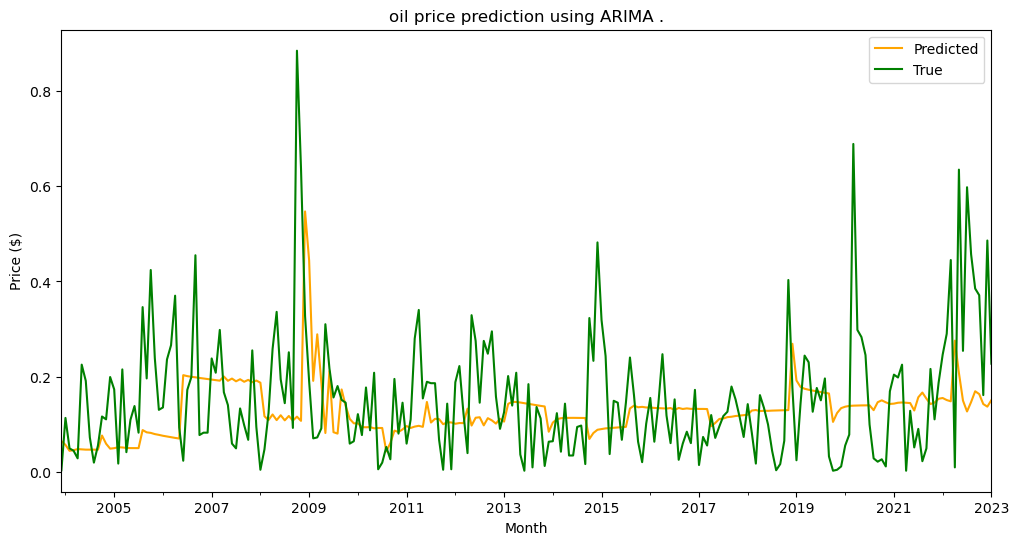 oil price prediction using ARIMA .
Predicted
True
Price ($)
0.8
0.6
0.4
0.2
0.0
2005 2007 2009 2011 2013 2015 2017 2019 2021 2023
Month